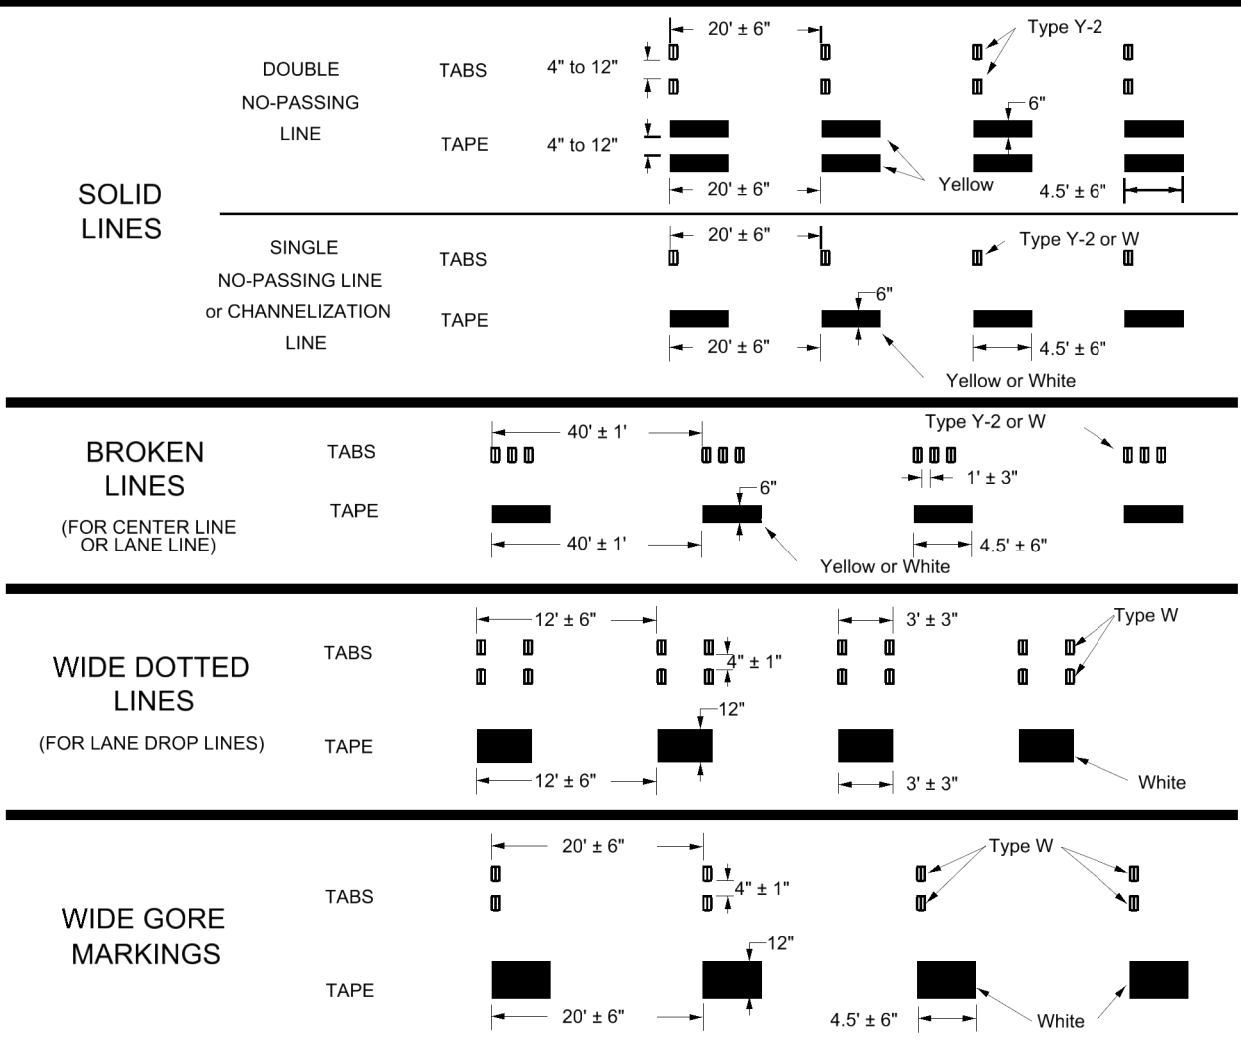 SOLID
LINES
DOUBLE
NO-PASSING
LINE
TABS
4" to 12"
20' ± 6"
Type Y-2
TAPE
4" to 12"
6"
20' ± 6"
Yellow
4.5' ± 6"
SINGLE
NO-PASSING LINE
or CHANNELIZATION
LINE
TABS
20' ± 6"
Type Y-2 or W
TAPE
6"
20' ± 6"
4.5' ± 6"
Yellow or White
BROKEN
LINES
(FOR CENTER LINE
OR LANE LINE)
TABS
40' ± 1'
Type Y-2 or W
1' ± 3"
TAPE
6"
40' ± 1'
4.5' ± 6"
Yellow or White
WIDE DOTTED
LINES
(FOR LANE DROP LINES)
TABS
12' ± 6"
3' ± 3"
Type W
4" ± 1"
TAPE
12"
12' ± 6"
3' ± 3"
White
WIDE GORE
MARKINGS
TABS
20' ± 6"
Type W
4" ± 1"
TAPE
12"
20' ± 6"
4.5' ± 6"
White